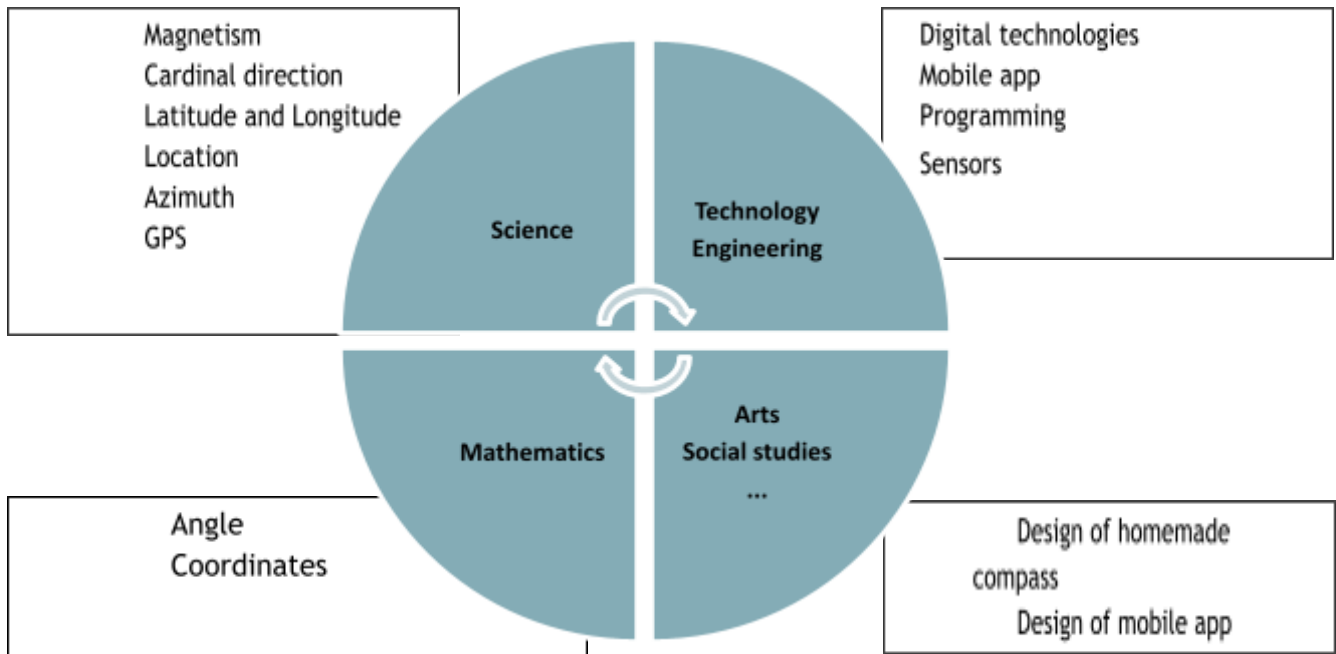 Magnetism
Cardinal direction
Latitude and Longitude
Location
Azimuth
GPS
Digital technologies
Mobile app
Programming
Sensors
Science
Technology
Engineering
Mathematics
Arts
Social studies
...
Angle
Coordinates
Design of homemade
compass
Design of mobile app